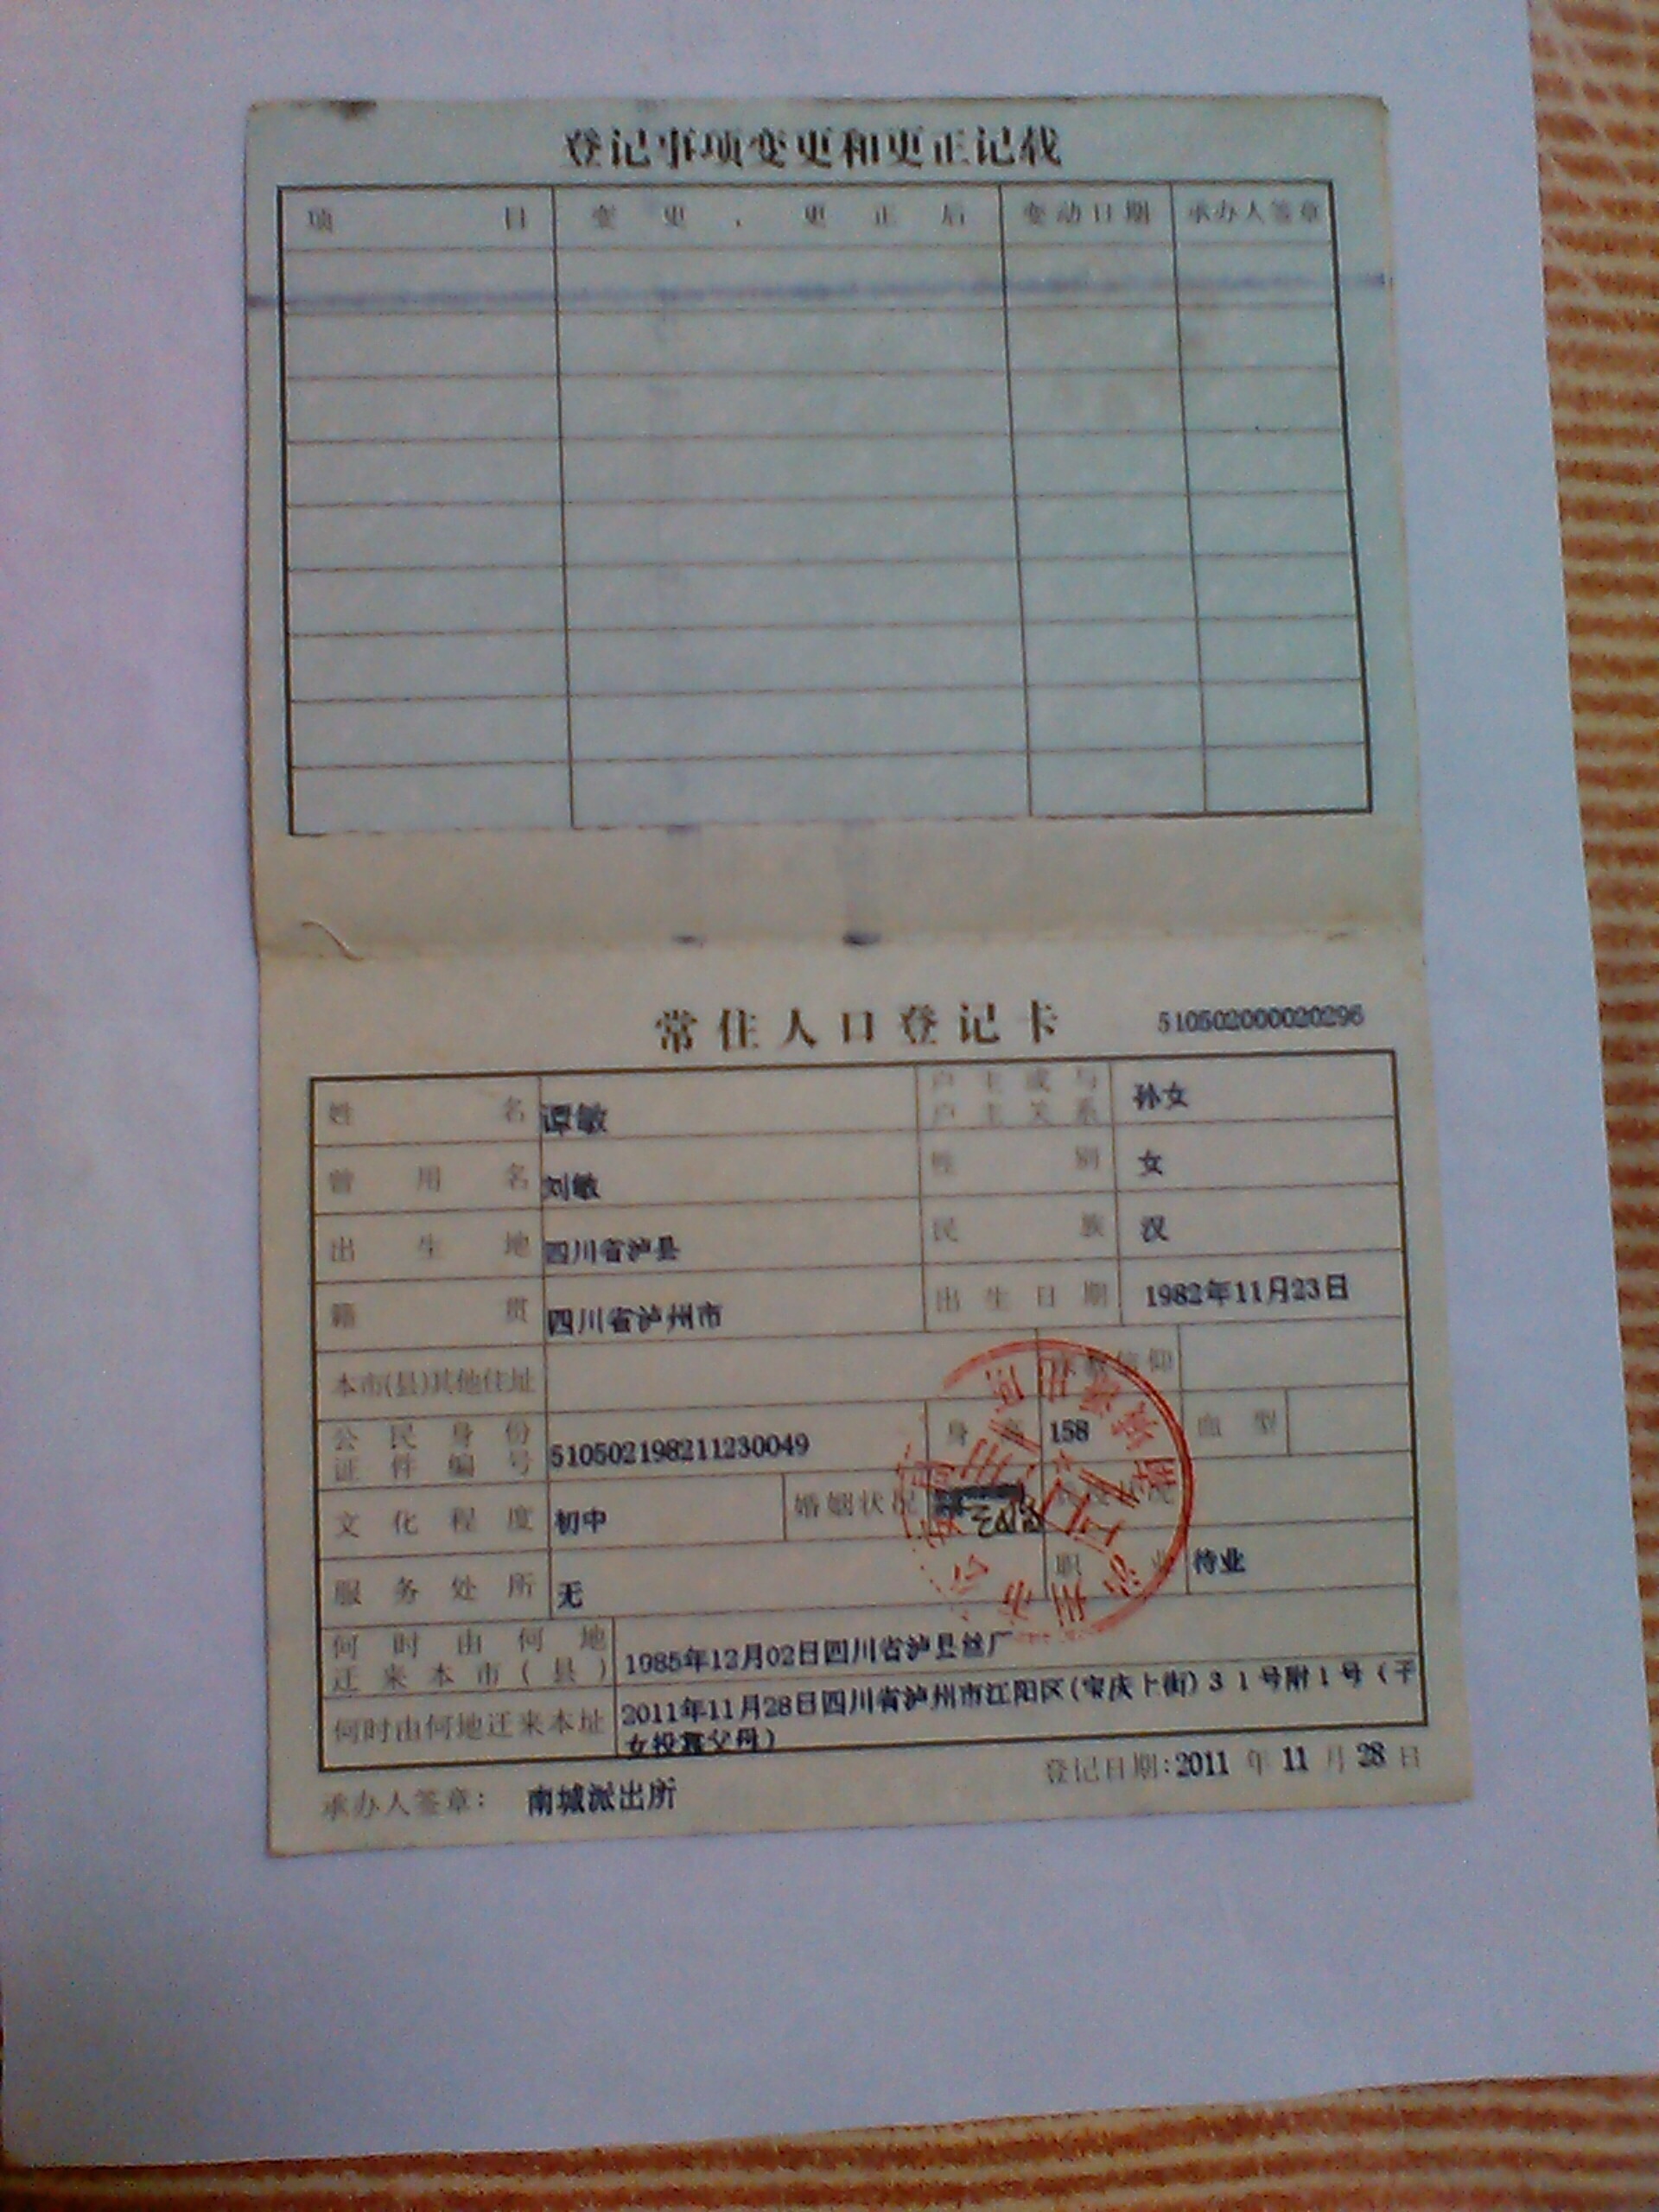 登记事项变更和更正记载
项目 变更、更正后 变动日期 承办人签章
常住人口登记卡 510502000020296
姓名 谭敏 户主或与户主关系 孙女
曾用名 刘敏 性别 女
出生地 四川省泸县 民族 汉
籍贯 四川省泸州市 出生日期 1982年11月23日
本市(县)其他住址 宗教信仰
公民身份证件编号 510502198211230049 身高 158 血型
文化程度 初中 婚姻状况
服务处所 无 职业 待业
何时由何地迁来本市(县) 1985年12月02日四川省泸县丝厂
何时由何地迁来本址 2011年11月28日四川省泸州市江阳区(宝庆上街)31号附1号(子
女投靠父母)
登记日期:2011年11月28日
承办人签章: 南城派出所